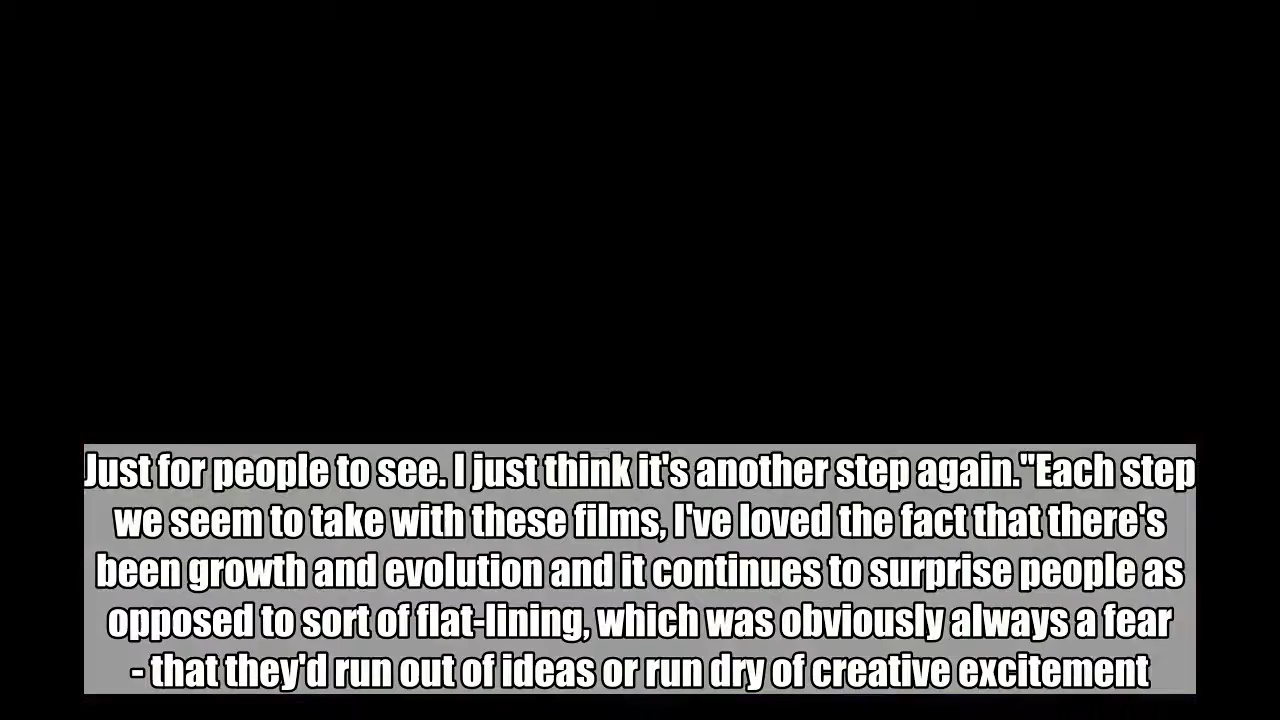 Just for people to see. I just think it's another step again."Each step
we seem to take with these films, I've loved the fact that there's
been growth and evolution and it continues to surprise people as
opposed to sort of flat-lining, which was obviously always a fear
- that they'd run out of ideas or run dry of creative excitement